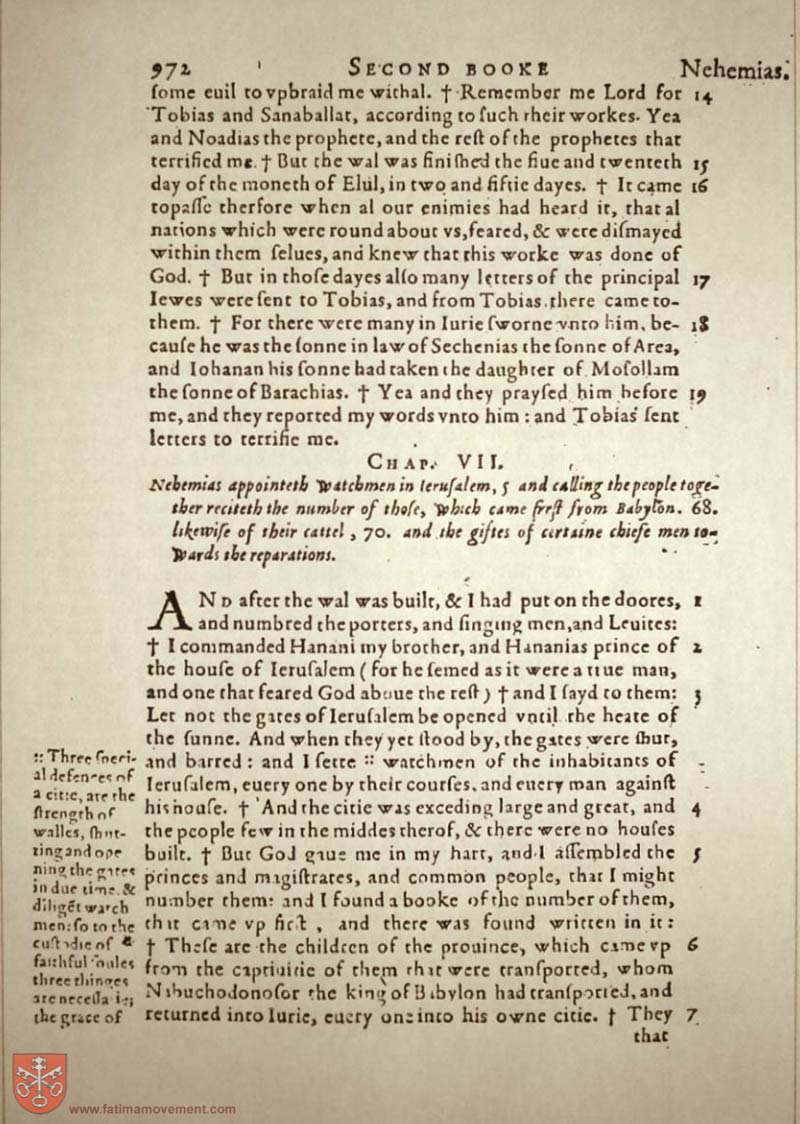 972 SECOND BOOKE Nehemias.
ſome euil to vpbraid me withal. † Remember me Lord for 14
Tobias and Sanaballat, according to ſuch their workes. Yea
and Noadias the prophete, and the reſt of the prophetes that
terrified me. † But the wal was finiſhed the fiue and twenteth 15
day of the moneth of Elul, in two and fiftie dayes. † It came 16
topaſſe therfore when al our enimies had heard it, that al
nations which were round about vs, feared, & were diſmayed
within them ſelues, and knew that this worke was done of
God. † But in thoſe dayes alſo many letters of the principal 17
Iewes were ſent to Tobias, and from Tobias there came to-
them. † For there were many in Iurie ſworne vnto him, be- 18
cauſe he was the ſonne in law of Sechenias the ſonne of Area,
and Iohanan his ſonne had taken the daughter of Moſollam
the ſonne of Barachias. † Yea and they prayſed him before 19
me, and they reported my words vnto him : and Tobias ſent
letters to terrifie me.
CHAP. VII.
Nehemias appointeth watchmen in Ieruſalem, 5 and calling the people toge-
ther reciteth the number of thoſe, which came firſt from Babylon. 68.
likewiſe of their cattel, 70. and the giftes of certaine chiefe men to-
wards the reparations.
AND after the wal was built, & I had put on the doores, 1
and numbred the porters, and ſinging men, and Leuites:
† I commanded Hanani my brother, and Hananias prince of 2
the houſe of Ieruſalem ( for he ſemed as it were a true man,
and one that feared God aboue the reſt ) † and I ſayd to them: 3
Let not the gates of Ieruſalem be opened vntil the heate of
the ſunne. And when they yet ſtood by, the gates were ſhut,
and barred : and I ſette :: watchmen of the inhabitants of
Ieruſalem, euery one by their courſes, and euery man againſt
his houſe. † And the citie was exceding large and great, and 4
the people few in the middes therof, & there were no houſes
built. † But God gaue me in my hart, and I aſſembled the 5
princes and magiſtrates, and common people, that I might
number them: and I found a booke of the number of them,
that came vp firſt, and there was found written in it:
† Theſe are the children of the prouince, which came vp 6
from the captiuitie of them that were tranſported, whom
Nabuchodonoſor the king of Babylon had tranſported, and
returned into Iurie, euery one into his owne citie. † They 7
that
:: Three ſpeci-
al defenſes of
a citie, are the
ſtrength of
walles, ſhut-
ting and ope
ning the gates
in due time, &
diligẽt watch
men: ſo to the
cuſtodie of
faithful ſoules
three thinges
are neceſſarie;
the grace of
www.fatimamovement.com